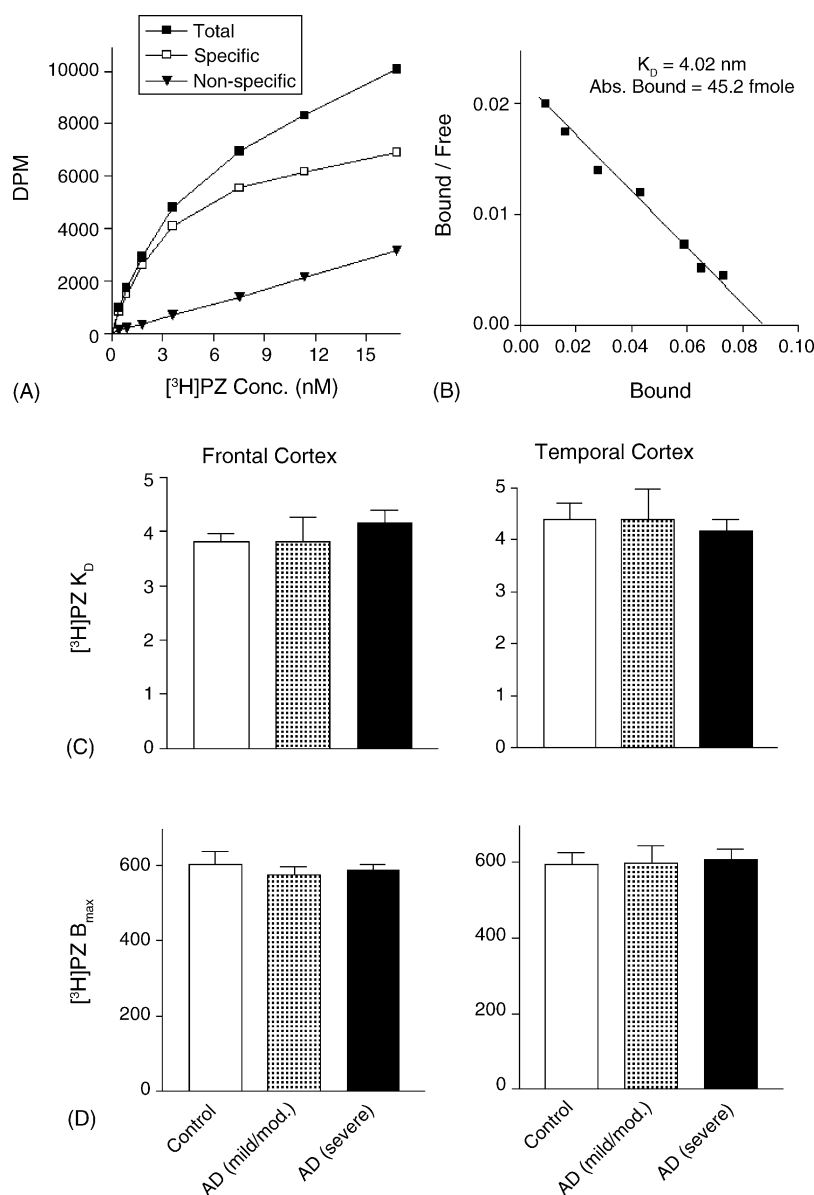 Total
Specific
Non-specific
10000
8000
6000
4000
2000
0
DPM
0 3 6 9 12 15
[³H]PZ Conc. (nM)
(A)
K_D = 4.02 nm
Abs. Bound = 45.2 fmole
0.02
0.01
0.00
Bound / Free
0.00 0.02 0.04 0.06 0.08 0.10
Bound
(B)
Frontal Cortex
5
4
3
2
1
0
[³H]PZ K_D
(C)
Temporal Cortex
5
4
3
2
1
0
600
400
200
0
[³H]PZ B_max
(D)
Control
AD (mild/mod.)
AD (severe)
600
400
200
0
Control
AD (mild/mod.)
AD (severe)